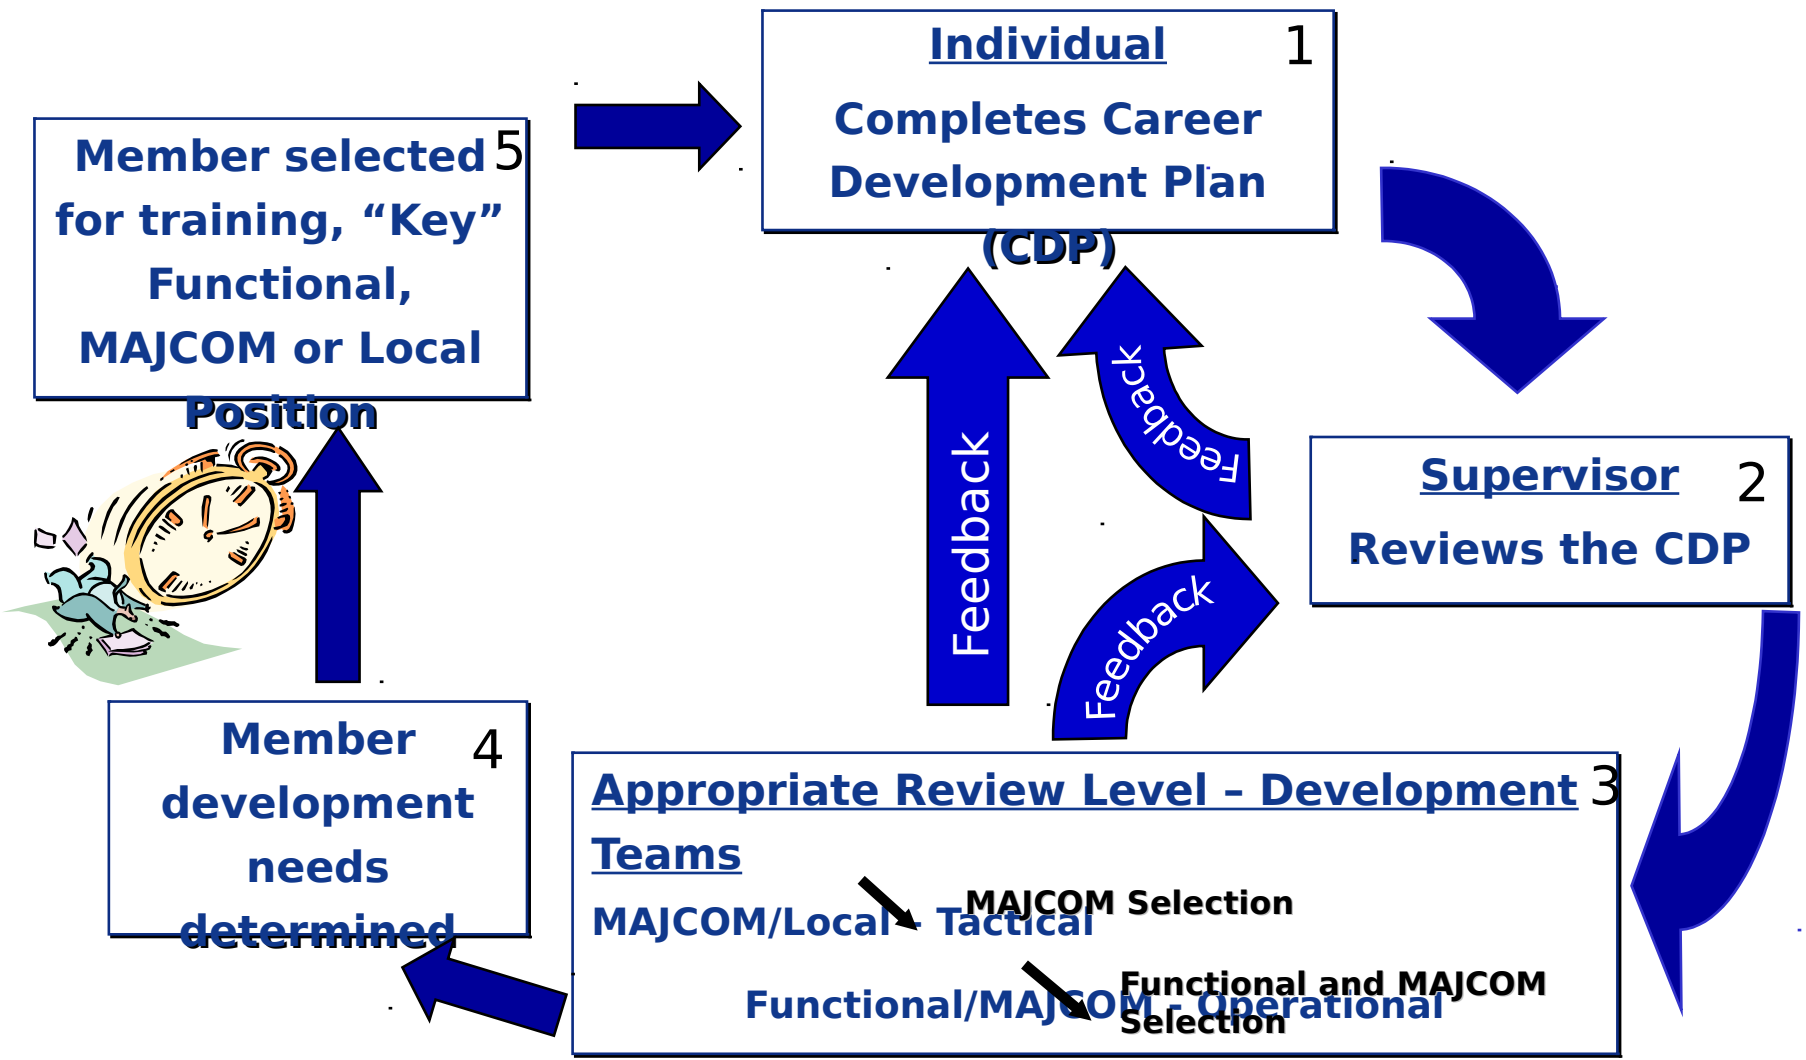 Individual
1
Completes Career
Development Plan
(CDP)
Supervisor
2
Reviews the CDP
Appropriate Review Level – Development
3
Teams
MAJCOM/Local - Tactical
MAJCOM Selection
Functional/MAJCOM - Operational
Functional and MAJCOM
Selection
Member
4
development
needs
determined
Member selected
5
for training, “Key”
Functional,
MAJCOM or Local
Position
Feedback
Feedback
Feedback